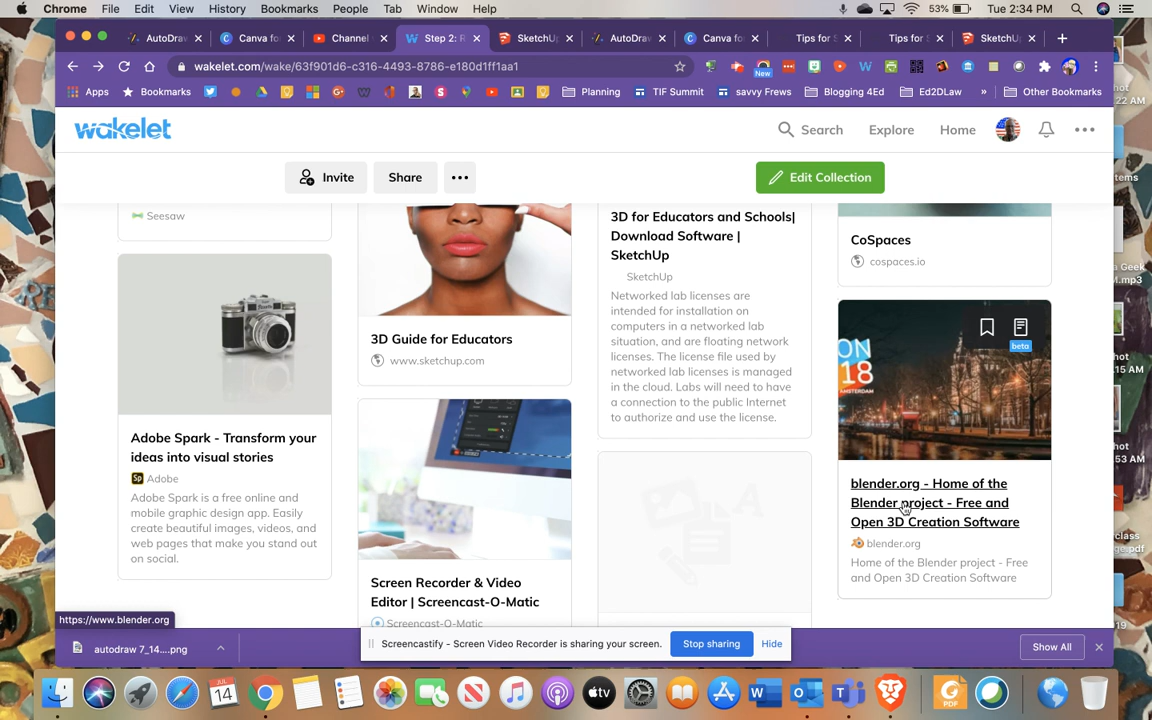 Chrome File Edit View History Bookmarks People Tab Window Help 53% Tue 2:34 PM
AutoDraw Canva fo Channel W Step 2: R SketchU AutoDraw Canva fo Tips for S Tips for S SketchU
wakelet.com/wake/63f901d6-c316-4493-8786-e180d1ff1aa1 New
Apps Bookmarks Planning TIF Summit savvy Frews Blogging 4Ed Ed2DLaw » Other Bookmarks
wakelet Search Explore Home
Invite Share Edit Collection
Seesaw
Adobe Spark - Transform your
ideas into visual stories
Sp Adobe
Adobe Spark is a free online and
mobile graphic design app. Easily
create beautiful images, videos, and
web pages that make you stand out
on social.
3D Guide for Educators
www.sketchup.com
Screen Recorder & Video
Editor | Screencast-O-Matic
Screencast-O-Matic
3D for Educators and Schools|
Download Software |
SketchUp
SketchUp
Networked lab licenses are
intended for installation on
computers in a networked lab
situation, and are floating network
licenses. The license file used by
networked lab licenses is managed
in the cloud. Labs will need to have
a connection to the public Internet
to authorize and use the license.
CoSpaces
cospaces.io
beta
ON
18
AMSTERDAM
blender.org - Home of the
Blender project - Free and
Open 3D Creation Software
blender.org
Home of the Blender project - Free
and Open 3D Creation Software
https://www.blender.org
autodraw 7_14....png
Screencastify - Screen Video Recorder is sharing your screen. Stop sharing Hide
Show All
JUL
14
tv
PDF